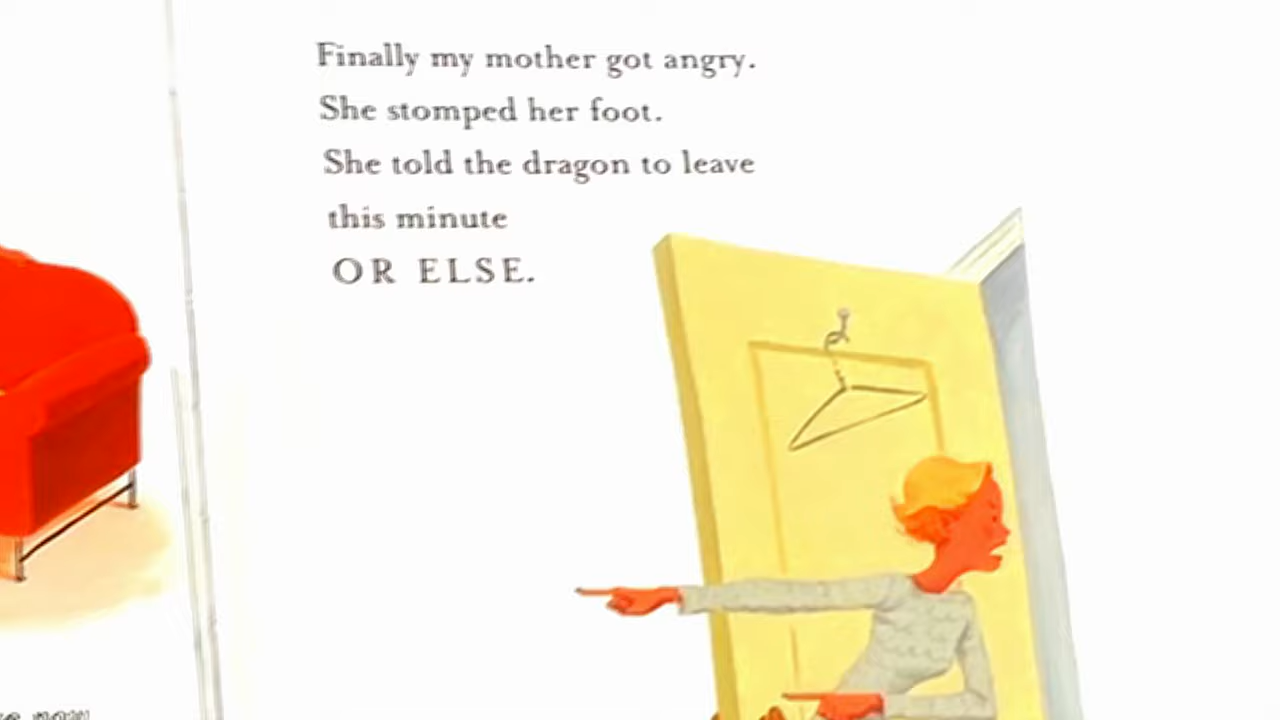 Finally my mother got angry.
She stomped her foot.
She told the dragon to leave
this minute
OR ELSE.
now